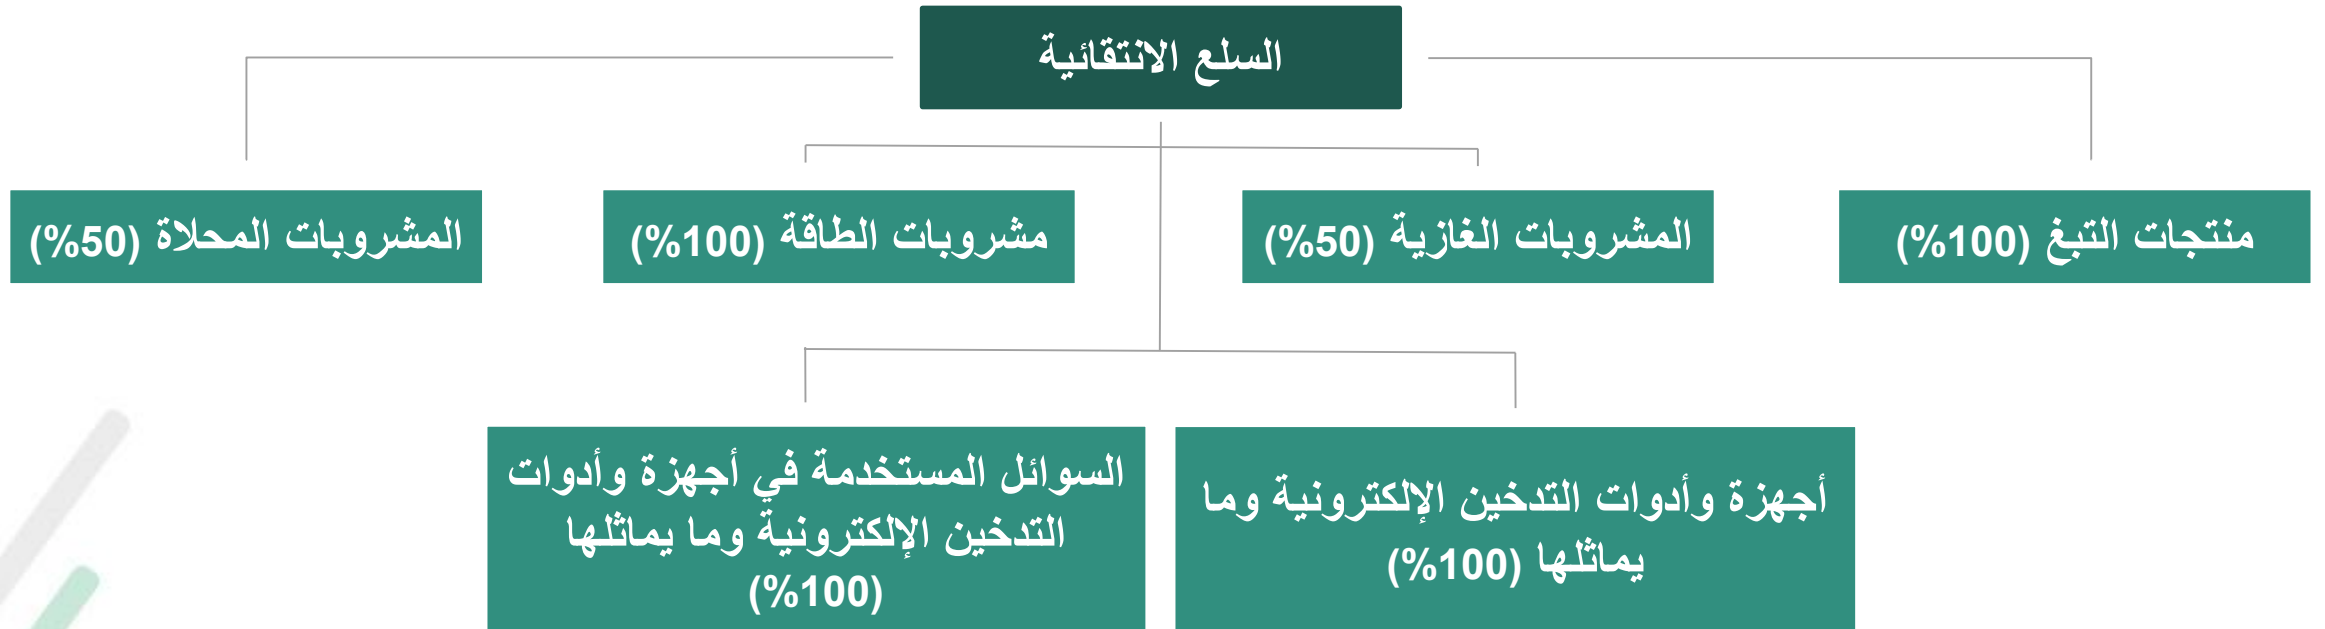 السلع الانتقائية
منتجات التبغ (100%)
المشروبات الغازية (50%)
مشروبات الطاقة (100%)
المشروبات المحلاة (50%)
أجهزة وأدوات التدخين الإلكترونية وما
يماثلها (100%)
السوائل المستخدمة في أجهزة وأدوات
التدخين الإلكترونية وما يماثلها
(100%)